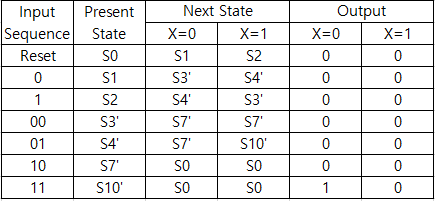 Input Present Next State Output
Sequence State X=0 X=1 X=0 X=1
Reset S0 S1 S2 0 0
0 S1 S3' S4' 0 0
1 S2 S4' S3' 0 0
00 S3' S7' S7' 0 0
01 S4' S7' S10' 0 0
10 S7' S0 S0 0 0
11 S10' S0 S0 1 0